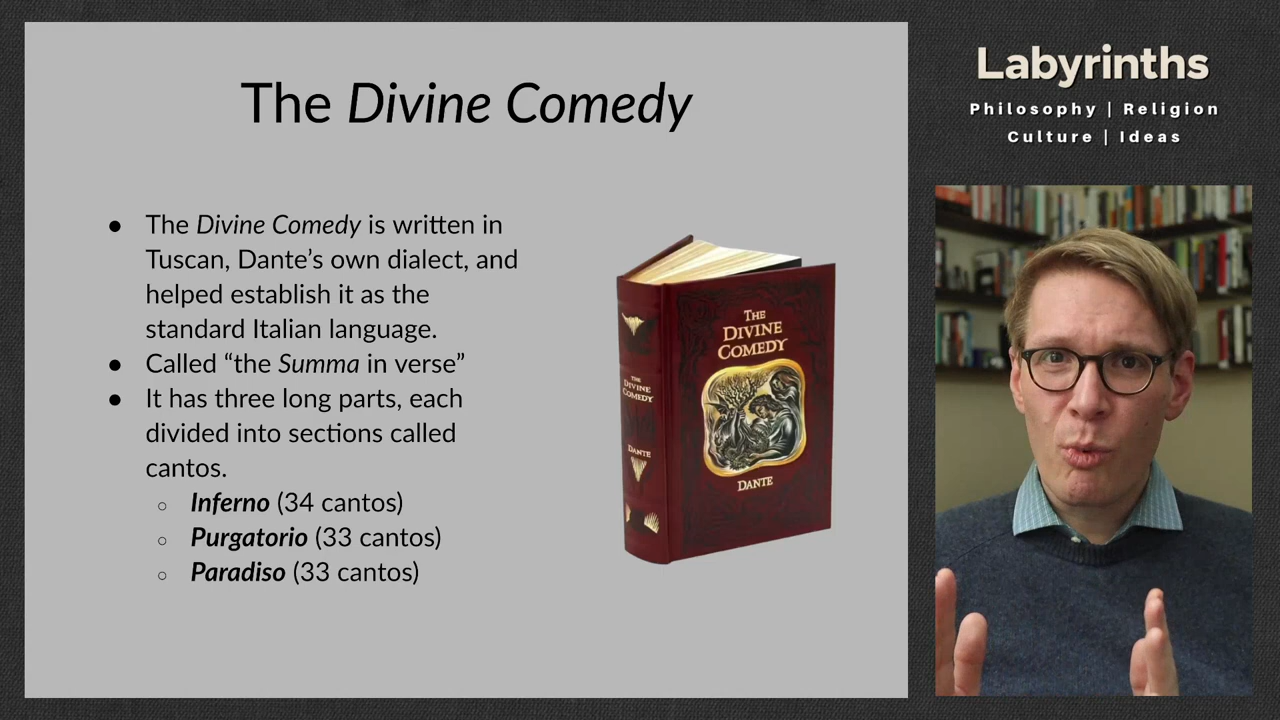 The Divine Comedy
● The Divine Comedy is written in
Tuscan, Dante’s own dialect, and
helped establish it as the
standard Italian language.
● Called “the Summa in verse”
● It has three long parts, each
divided into sections called
cantos.
○ Inferno (34 cantos)
○ Purgatorio (33 cantos)
○ Paradiso (33 cantos)
THE
DIVINE
COMEDY
DANTE
THE
DIVINE
COMEDY
DANTE
Labyrinths
Philosophy | Religion
Culture | Ideas